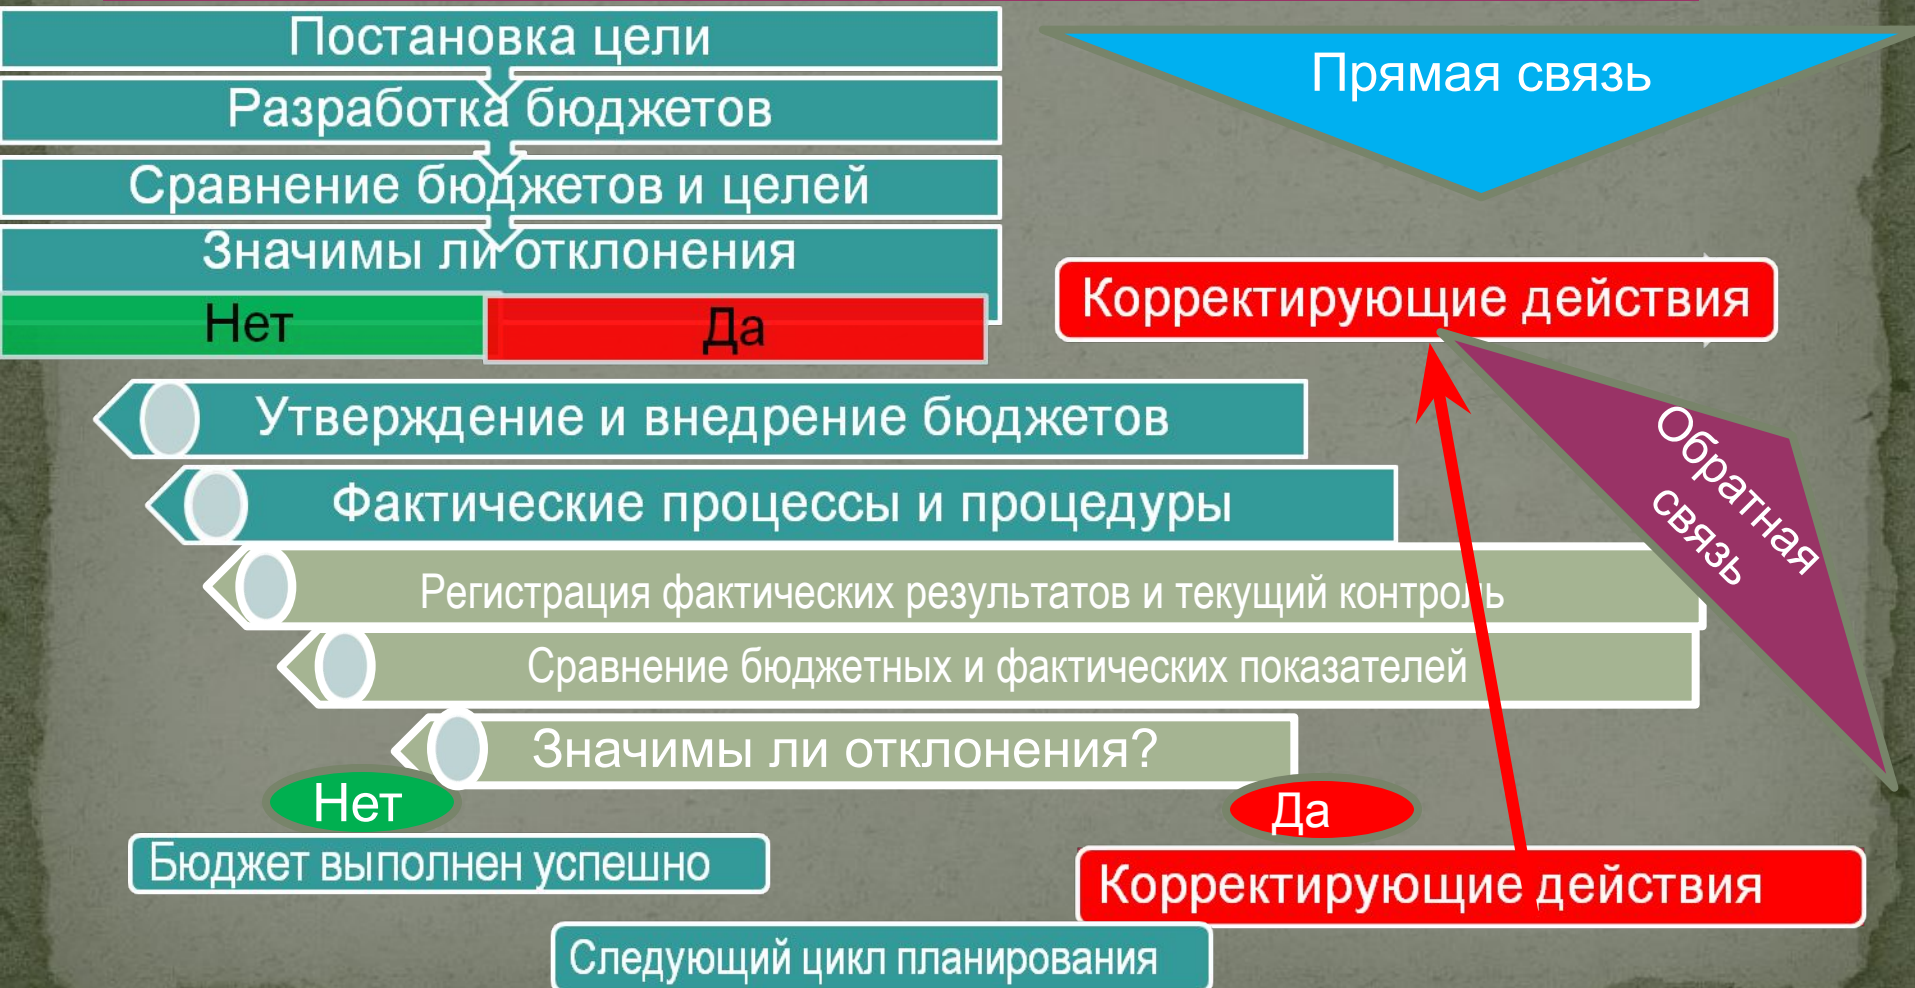 Постановка цели
Прямая связь
Разработка бюджетов
Сравнение бюджетов и целей
Значимы ли отклонения
Нет
Да
Корректирующие действия
Утверждение и внедрение бюджетов
Обратная
связь
Фактические процессы и процедуры
Регистрация фактических результатов и текущий контроль
Сравнение бюджетных и фактических показателей
Значимы ли отклонения?
Нет
Да
Бюджет выполнен успешно
Корректирующие действия
Следующий цикл планирования